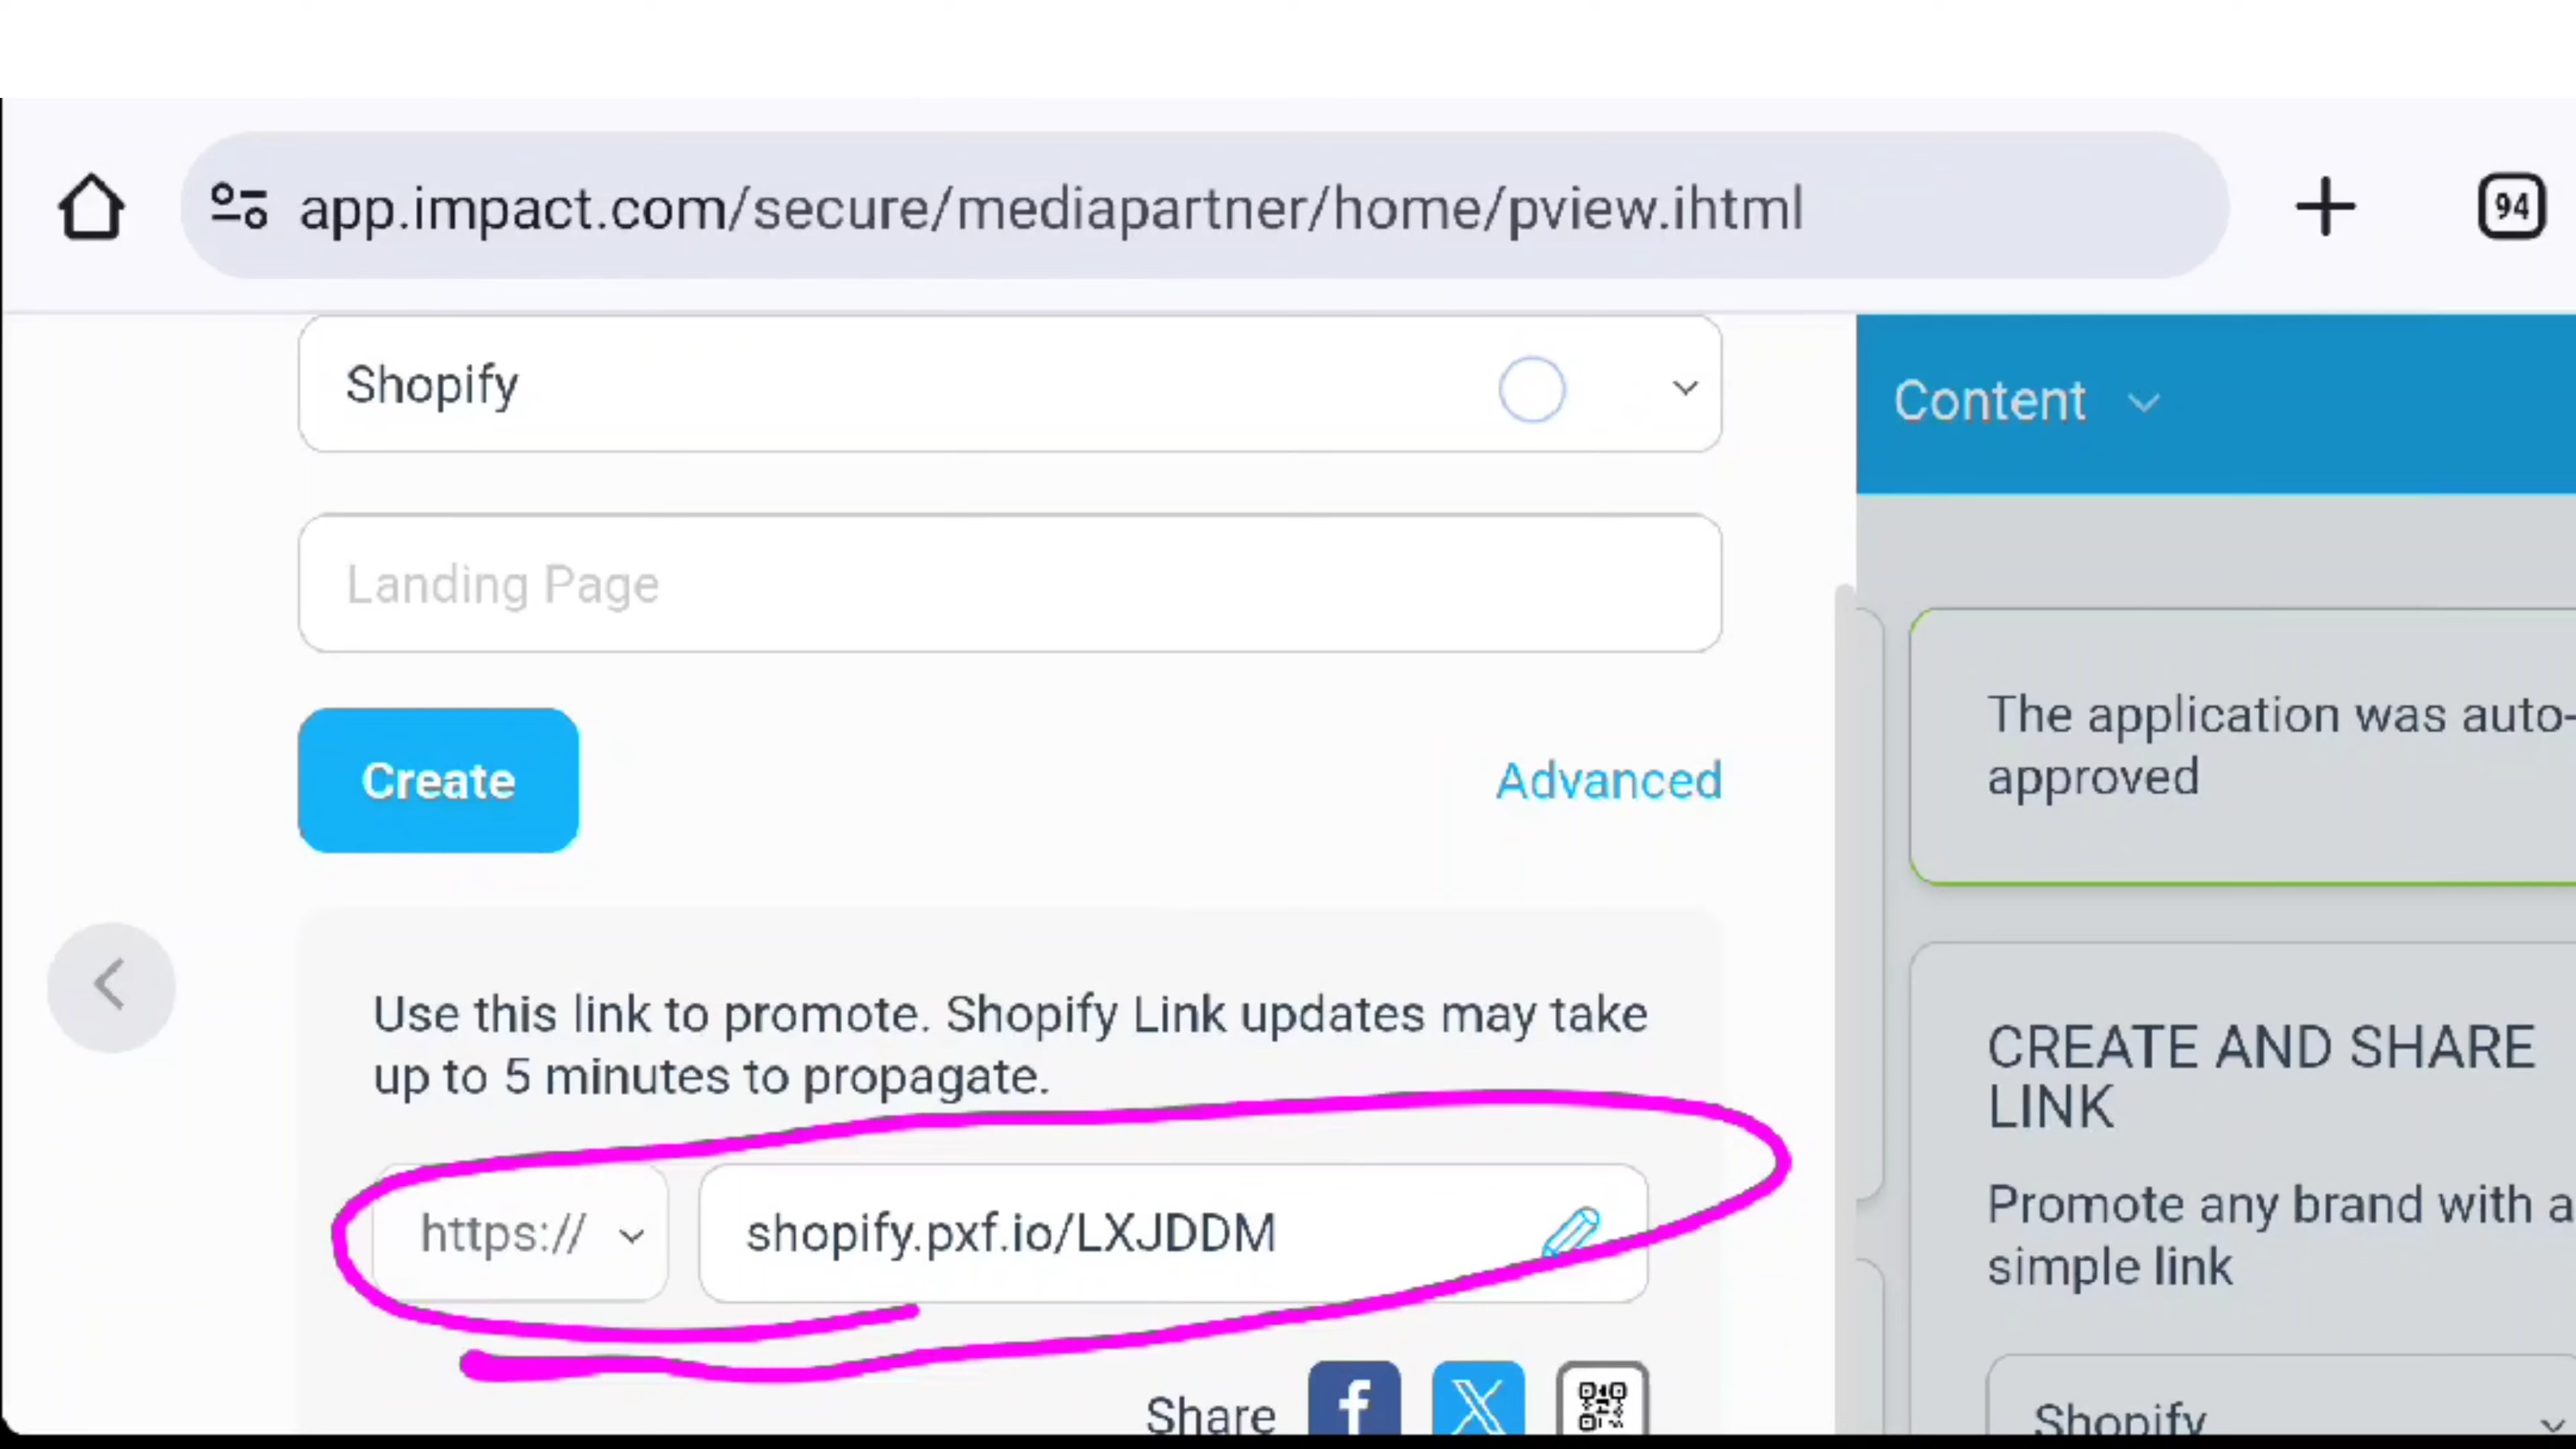 app.impact.com/secure/mediapartner/home/pview.ihtml
94
Shopify
Landing Page
Create
Advanced
Use this link to promote. Shopify Link updates may take
up to 5 minutes to propagate.
https://
shopify.pxf.io/LXJDDM
Share
Content
The application was auto-
approved
CREATE AND SHARE
LINK
Promote any brand with a
simple link
Shopify